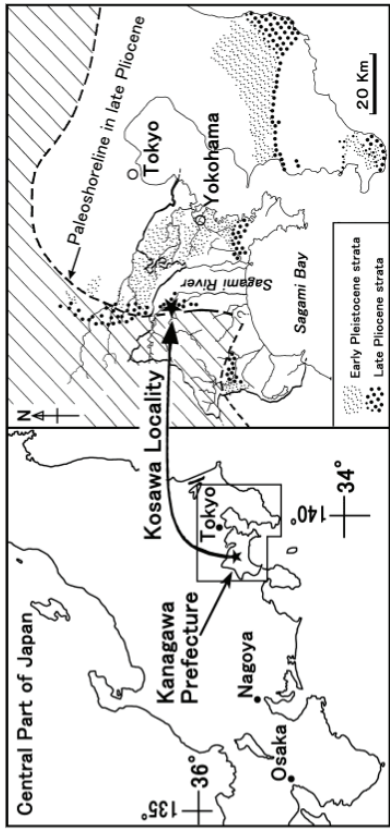 Central Part of Japan
135°
36°
Osaka
Nagoya
Kanagawa
Prefecture
Tokyo
140°
34°
Kosawa Locality
N
Paleoshoreline in late Pliocene
Tokyo
Yokohama
Sagami River
Sagami Bay
20 Km
Early Pleistocene strata
Late Pliocene strata